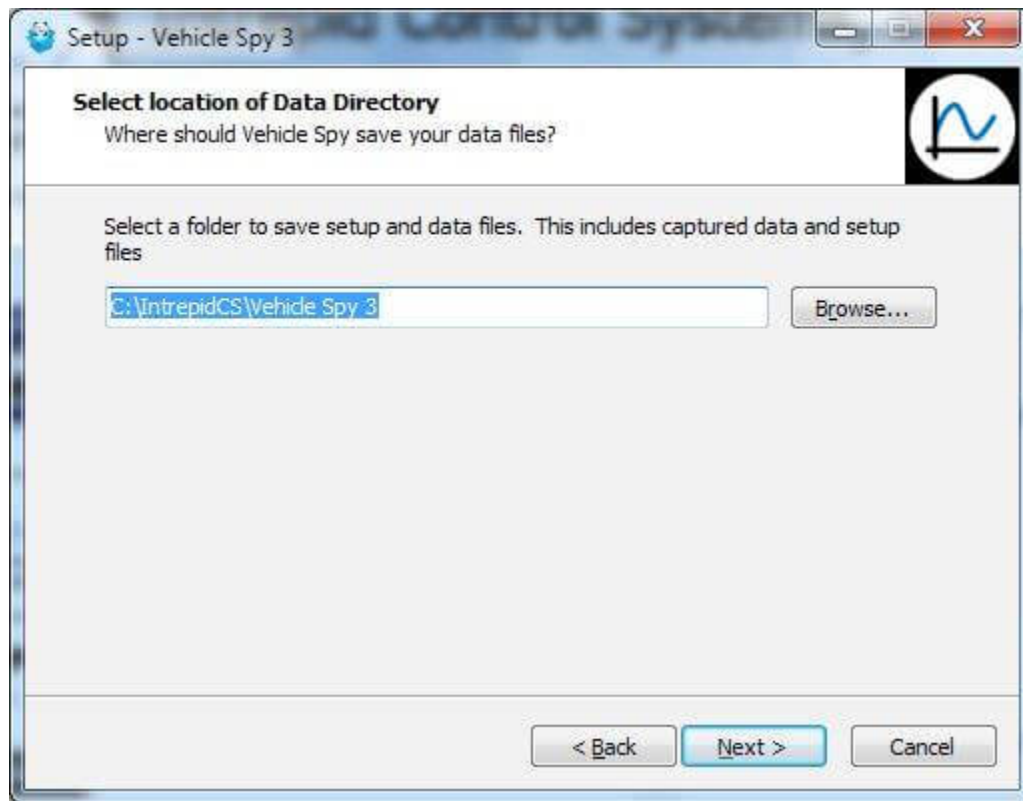 Setup - Vehicle Spy 3
Control System
Select location of Data Directory
Where should Vehicle Spy save your data files?
Select a folder to save setup and data files. This includes captured data and setup
files
C:\IntrepidCS\Vehicle Spy 3
Browse...
< Back
Next >
Cancel